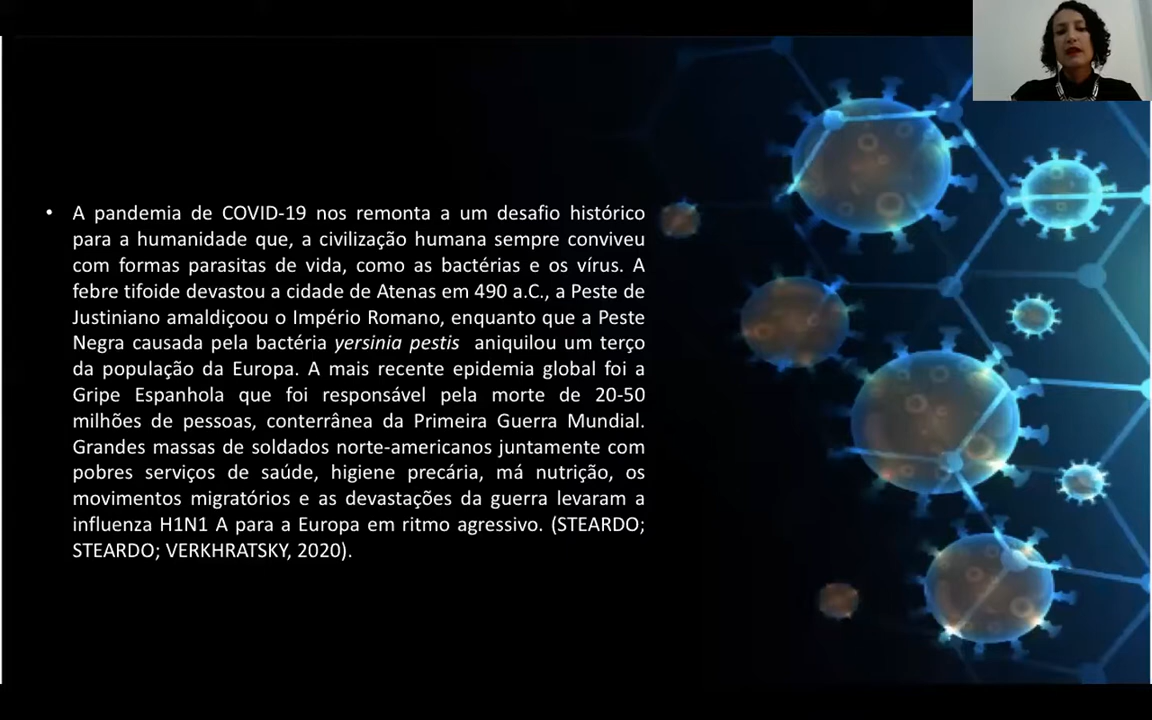 • A pandemia de COVID-19 nos remonta a um desafio histórico
para a humanidade que, a civilização humana sempre conviveu
com formas parasitas de vida, como as bactérias e os vírus. A
febre tifoide devastou a cidade de Atenas em 490 a.C., a Peste de
Justiniano amaldiçoou o Império Romano, enquanto que a Peste
Negra causada pela bactéria yersinia pestis aniquilou um terço
da população da Europa. A mais recente epidemia global foi a
Gripe Espanhola que foi responsável pela morte de 20-50
milhões de pessoas, conterrânea da Primeira Guerra Mundial.
Grandes massas de soldados norte-americanos juntamente com
pobres serviços de saúde, higiene precária, má nutrição, os
movimentos migratórios e as devastações da guerra levaram a
influenza H1N1 A para a Europa em ritmo agressivo. (STEARDO;
STEARDO; VERKHRATSKY, 2020).